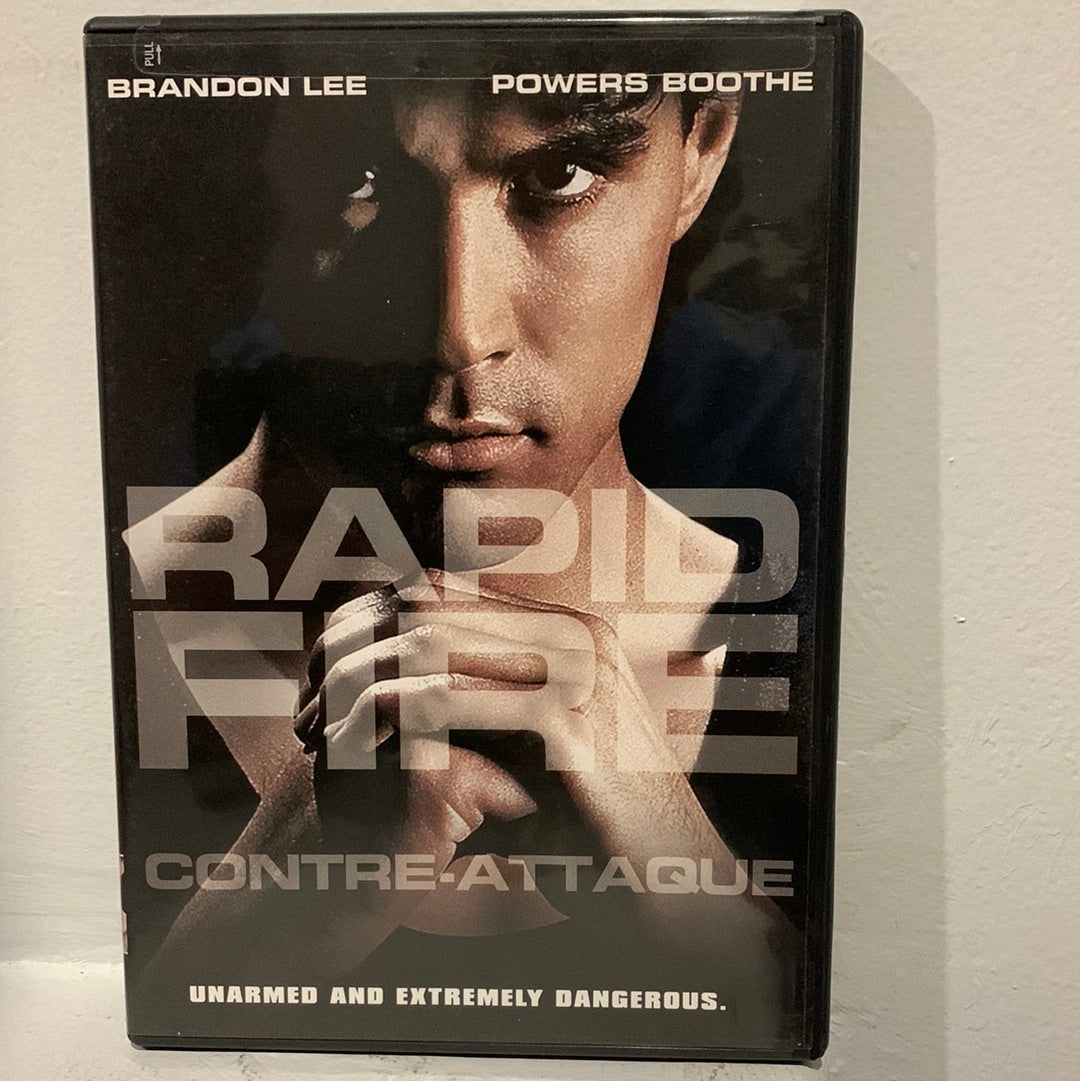 PULL
BRANDON LEE POWERS BOOTHE
RAPID
FIRE
CONTRE-ATTAQUE
UNARMED AND EXTREMELY DANGEROUS.